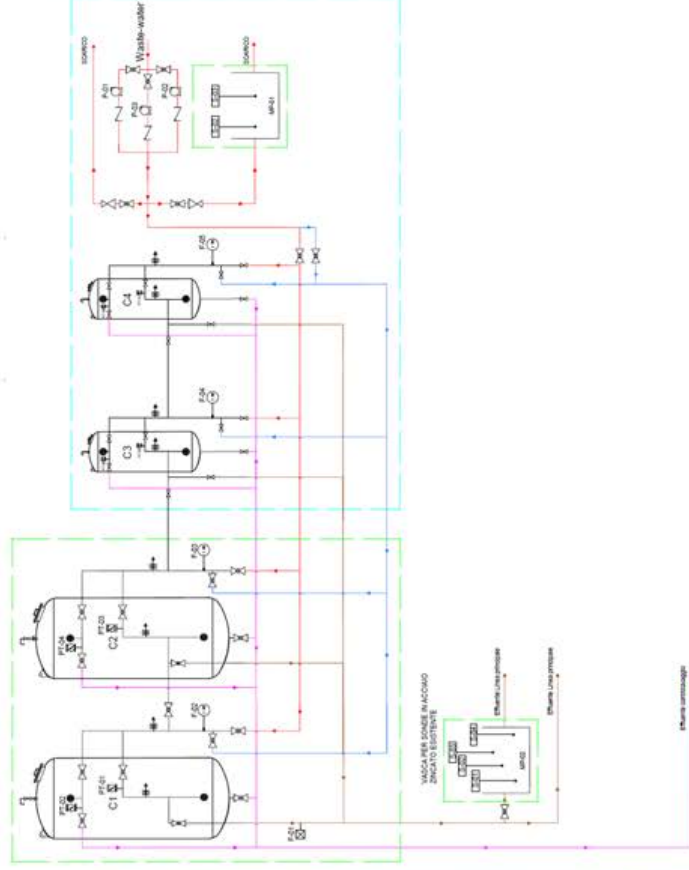 SCARICO
Waste-water
SCARICO
P-01
P-03
P-02
MP-01
F-05
C4
F-04
C3
F-03
PT-04
PT-03
C2
F-02
PT-02
PT-01
C1
F-01
VASCA PER SONDE IN ACCIAIO
ZINCATO ESISTENTE
MP-02
Effluente Linea principale
Effluente Linea principale
Effluente controlavaggio